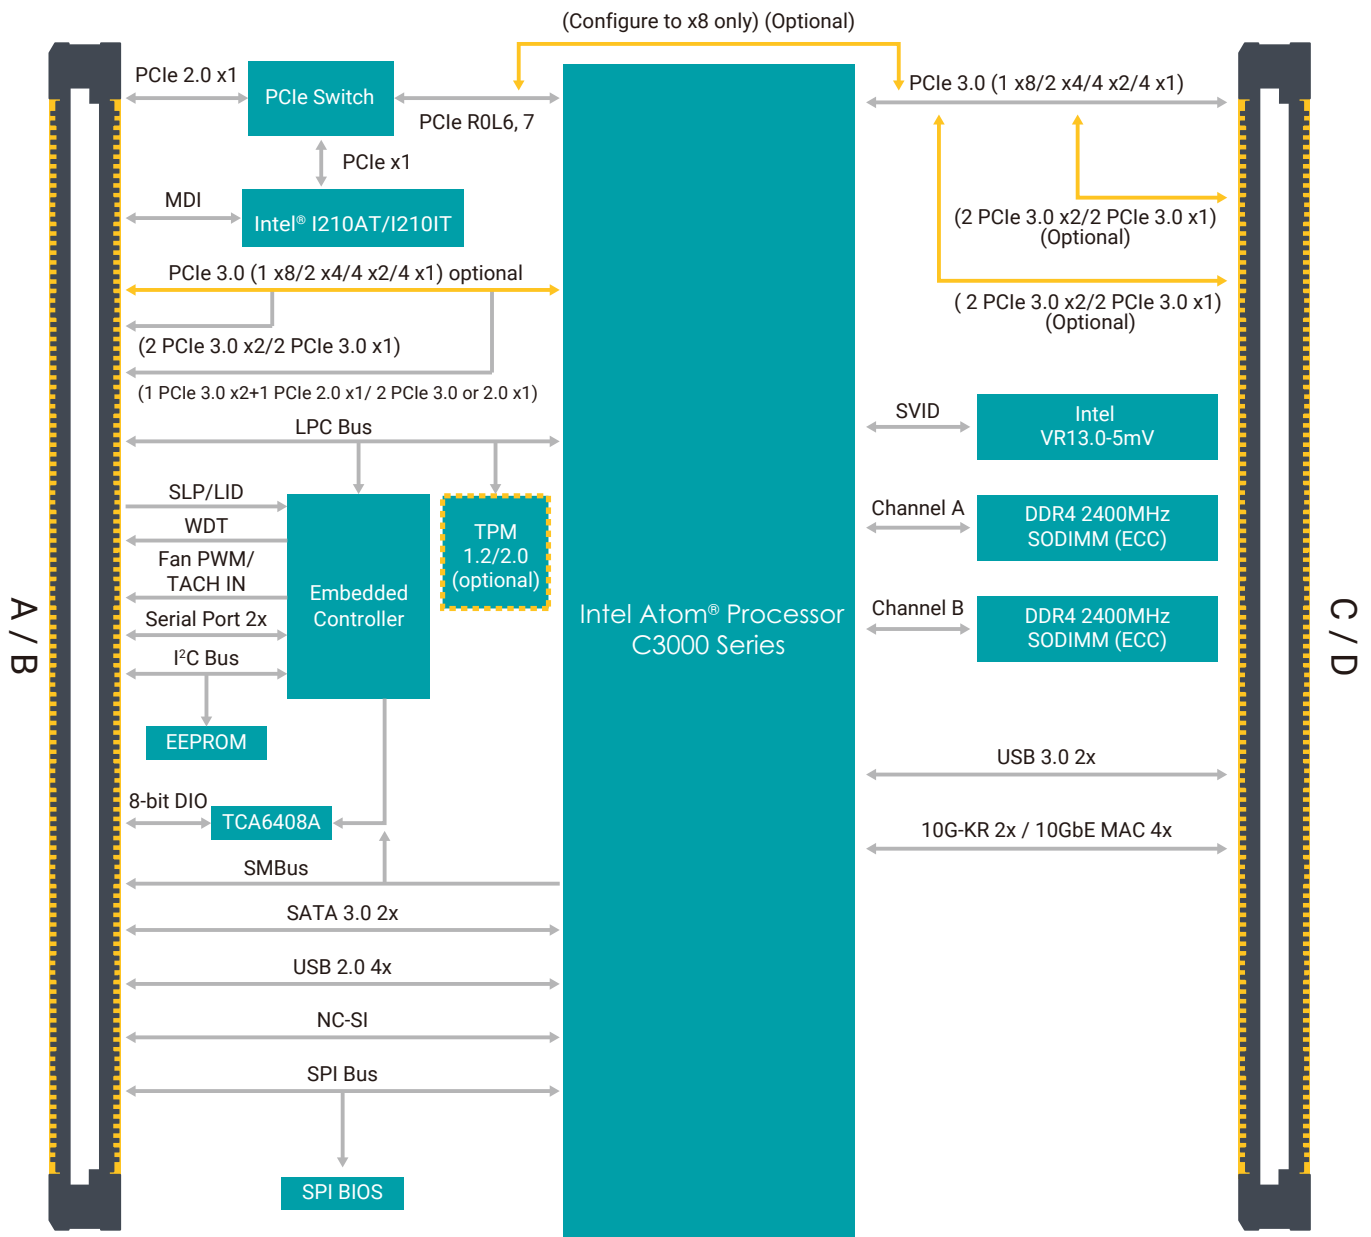 (Configure to x8 only) (Optional)
PCIe 2.0 x1
PCIe Switch
PCIe R0L6, 7
PCIe 3.0 (1 x8/2 x4/4 x2/4 x1)
PCIe x1
MDI
Intel® I210AT/I210IT
(2 PCIe 3.0 x2/2 PCIe 3.0 x1)
(Optional)
PCIe 3.0 (1 x8/2 x4/4 x2/4 x1) optional
( 2 PCIe 3.0 x2/2 PCIe 3.0 x1)
(Optional)
(2 PCIe 3.0 x2/2 PCIe 3.0 x1)
(1 PCIe 3.0 x2+1 PCIe 2.0 x1/ 2 PCIe 3.0 or 2.0 x1)
LPC Bus
SVID
Intel
VR13.0-5mV
SLP/LID
WDT
Fan PWM/
TACH IN
Serial Port 2x
I²C Bus
Embedded
Controller
TPM
1.2/2.0
(optional)
Channel A
DDR4 2400MHz
SODIMM (ECC)
Channel B
DDR4 2400MHz
SODIMM (ECC)
A / B
Intel Atom® Processor
C3000 Series
C / D
EEPROM
USB 3.0 2x
8-bit DIO
TCA6408A
10G-KR 2x / 10GbE MAC 4x
SMBus
SATA 3.0 2x
USB 2.0 4x
NC-SI
SPI Bus
SPI BIOS